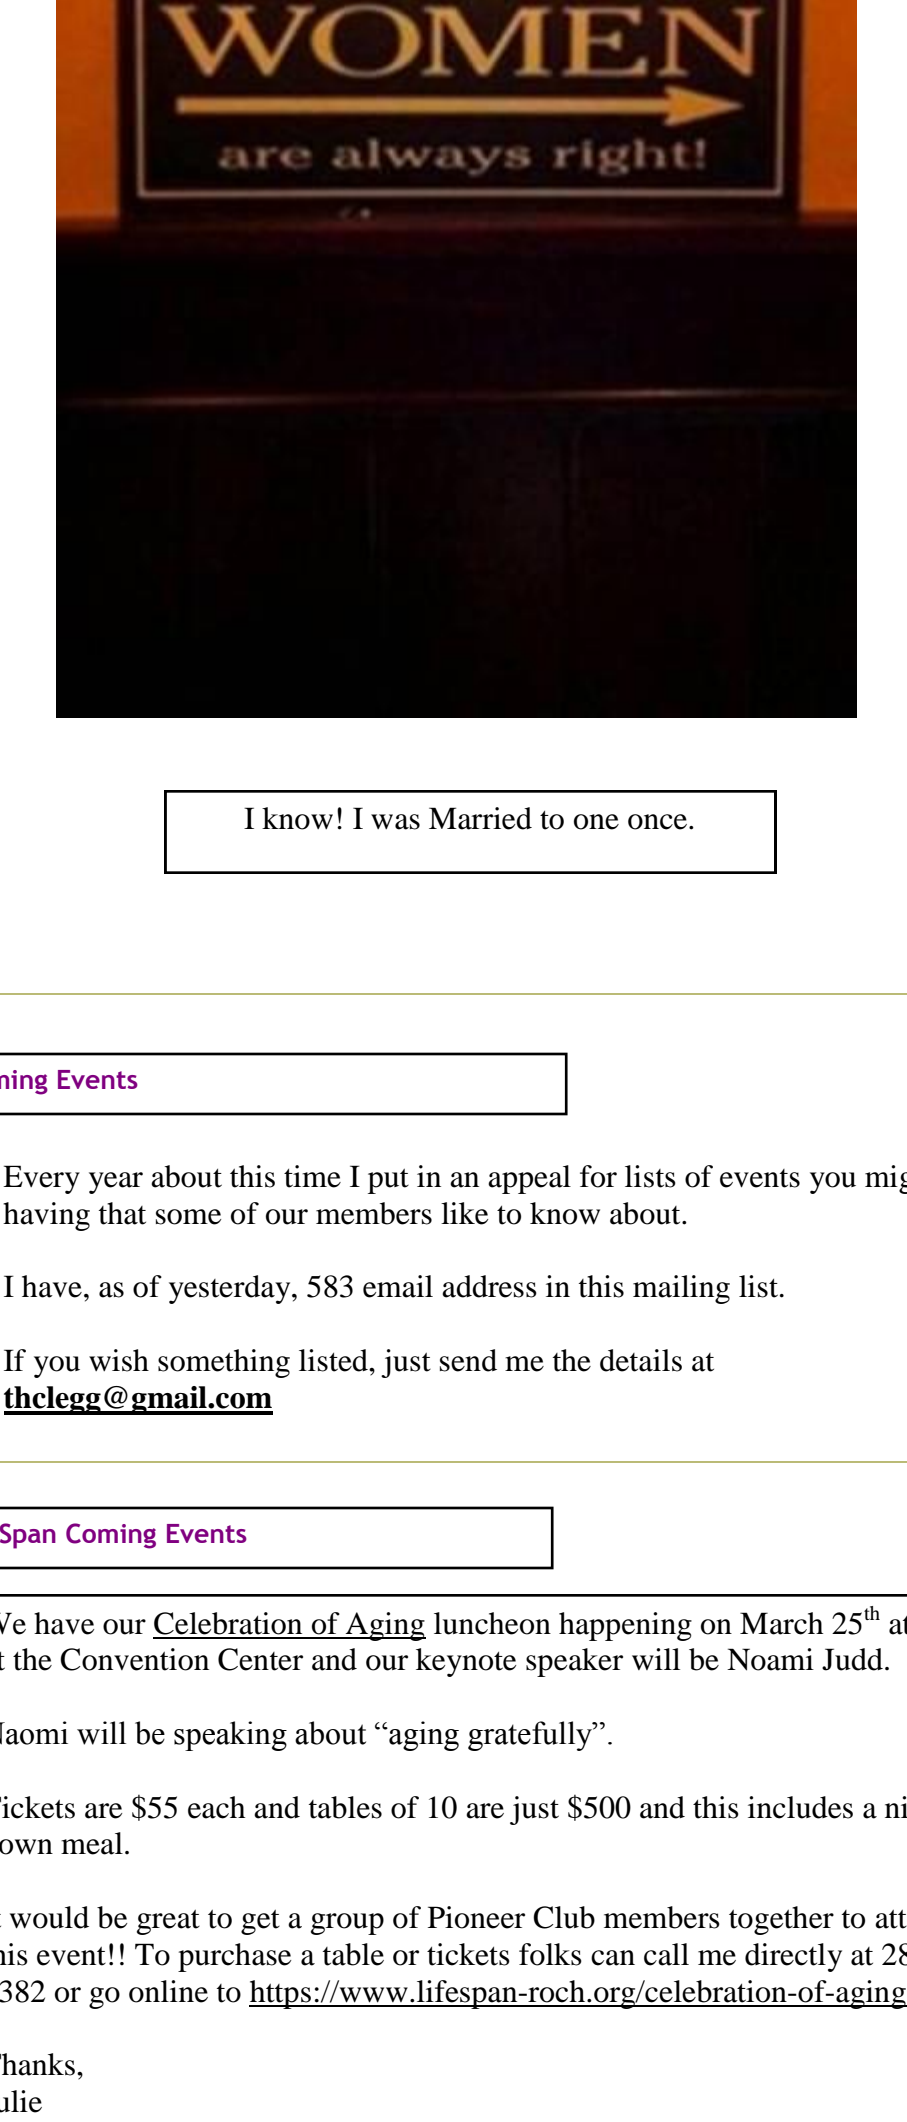 WOMEN
are always right!
I know! I was Married to one once.
ming Events
Every year about this time I put in an appeal for lists of events you mig
having that some of our members like to know about.
I have, as of yesterday, 583 email address in this mailing list.
If you wish something listed, just send me the details at
thclegg@gmail.com
Span Coming Events
We have our Celebration of Aging luncheon happening on March 25th at
t the Convention Center and our keynote speaker will be Noami Judd.
Naomi will be speaking about “aging gratefully”.
Tickets are $55 each and tables of 10 are just $500 and this includes a ni
own meal.
t would be great to get a group of Pioneer Club members together to att
his event!! To purchase a table or tickets folks can call me directly at 28
382 or go online to https://www.lifespan-roch.org/celebration-of-aging
Thanks,
ulie